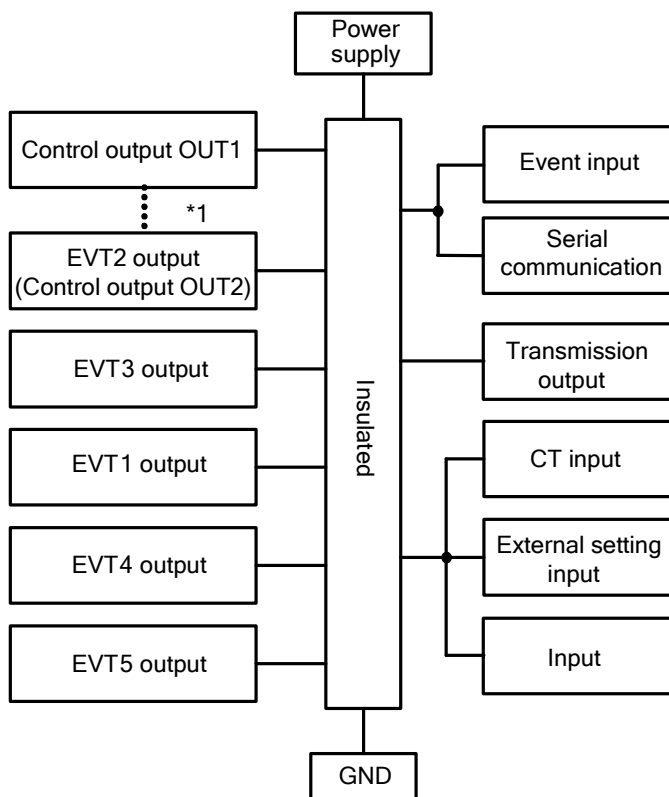 Power
supply
Control output OUT1
*1
EVT2 output
(Control output OUT2)
EVT3 output
EVT1 output
EVT4 output
EVT5 output
Insulated
Event input
Serial
communication
Transmission
output
CT input
External setting
input
Input
GND